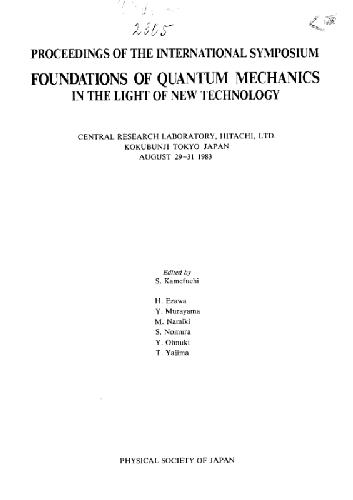 2605
PROCEEDINGS OF THE INTERNATIONAL SYMPOSIUM
FOUNDATIONS OF QUANTUM MECHANICS
IN THE LIGHT OF NEW TECHNOLOGY
CENTRAL RESEARCH LABORATORY, HITACHI, LTD.
KOKUBUNJI TOKYO JAPAN
AUGUST 29-31 1983
Edited by
S. Kamefuchi
H. Ezawa
Y. Murayama
M. Namiki
S. Nomura
Y. Ohnuki
T. Yajima
PHYSICAL SOCIETY OF JAPAN